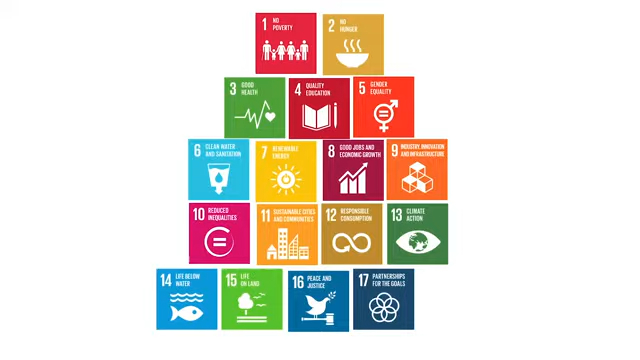 1 NO
POVERTY
2 NO
HUNGER
3 GOOD
HEALTH
4 QUALITY
EDUCATION
5 GENDER
EQUALITY
6 CLEAN WATER
AND SANITATION
7 RENEWABLE
ENERGY
8 GOOD JOBS AND
ECONOMIC GROWTH
9 INDUSTRY, INNOVATION
AND INFRASTRUCTURE
10 REDUCED
INEQUALITIES
11 SUSTAINABLE CITIES
AND COMMUNITIES
12 RESPONSIBLE
CONSUMPTION
13 CLIMATE
ACTION
14 LIFE BELOW
WATER
15 LIFE
ON LAND
16 PEACE AND
JUSTICE
17 PARTNERSHIPS
FOR THE GOALS